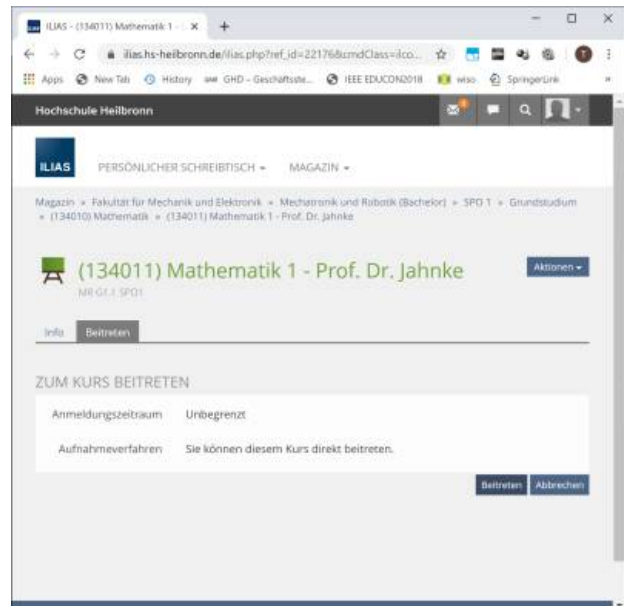 ILIAS - (134011) Mathematik 1 -
ilias.hs-heilbronn.de/ilias.php?ref_id=22176&cmdClass=ilco...
Apps New Tab History GHD - Geschäftsste... IEEE EDUCON2018 wiso SpringerLink »
Hochschule Heilbronn
ILIAS PERSÖNLICHER SCHREIBTISCH MAGAZIN
Magazin » Fakultät für Mechanik und Elektronik » Mechatronik und Robotik (Bachelor) » SPO 1 » Grundstudium
» (134010) Mathematik » (134011) Mathematik 1 - Prof. Dr. Jahnke
(134011) Mathematik 1 - Prof. Dr. Jahnke Aktionen
MR G1.1 SPO1
Info Beitreten
ZUM KURS BEITRETEN
Anmeldungszeitraum Unbegrenzt
Aufnahmeverfahren Sie können diesem Kurs direkt beitreten.
Beitreten Abbrechen